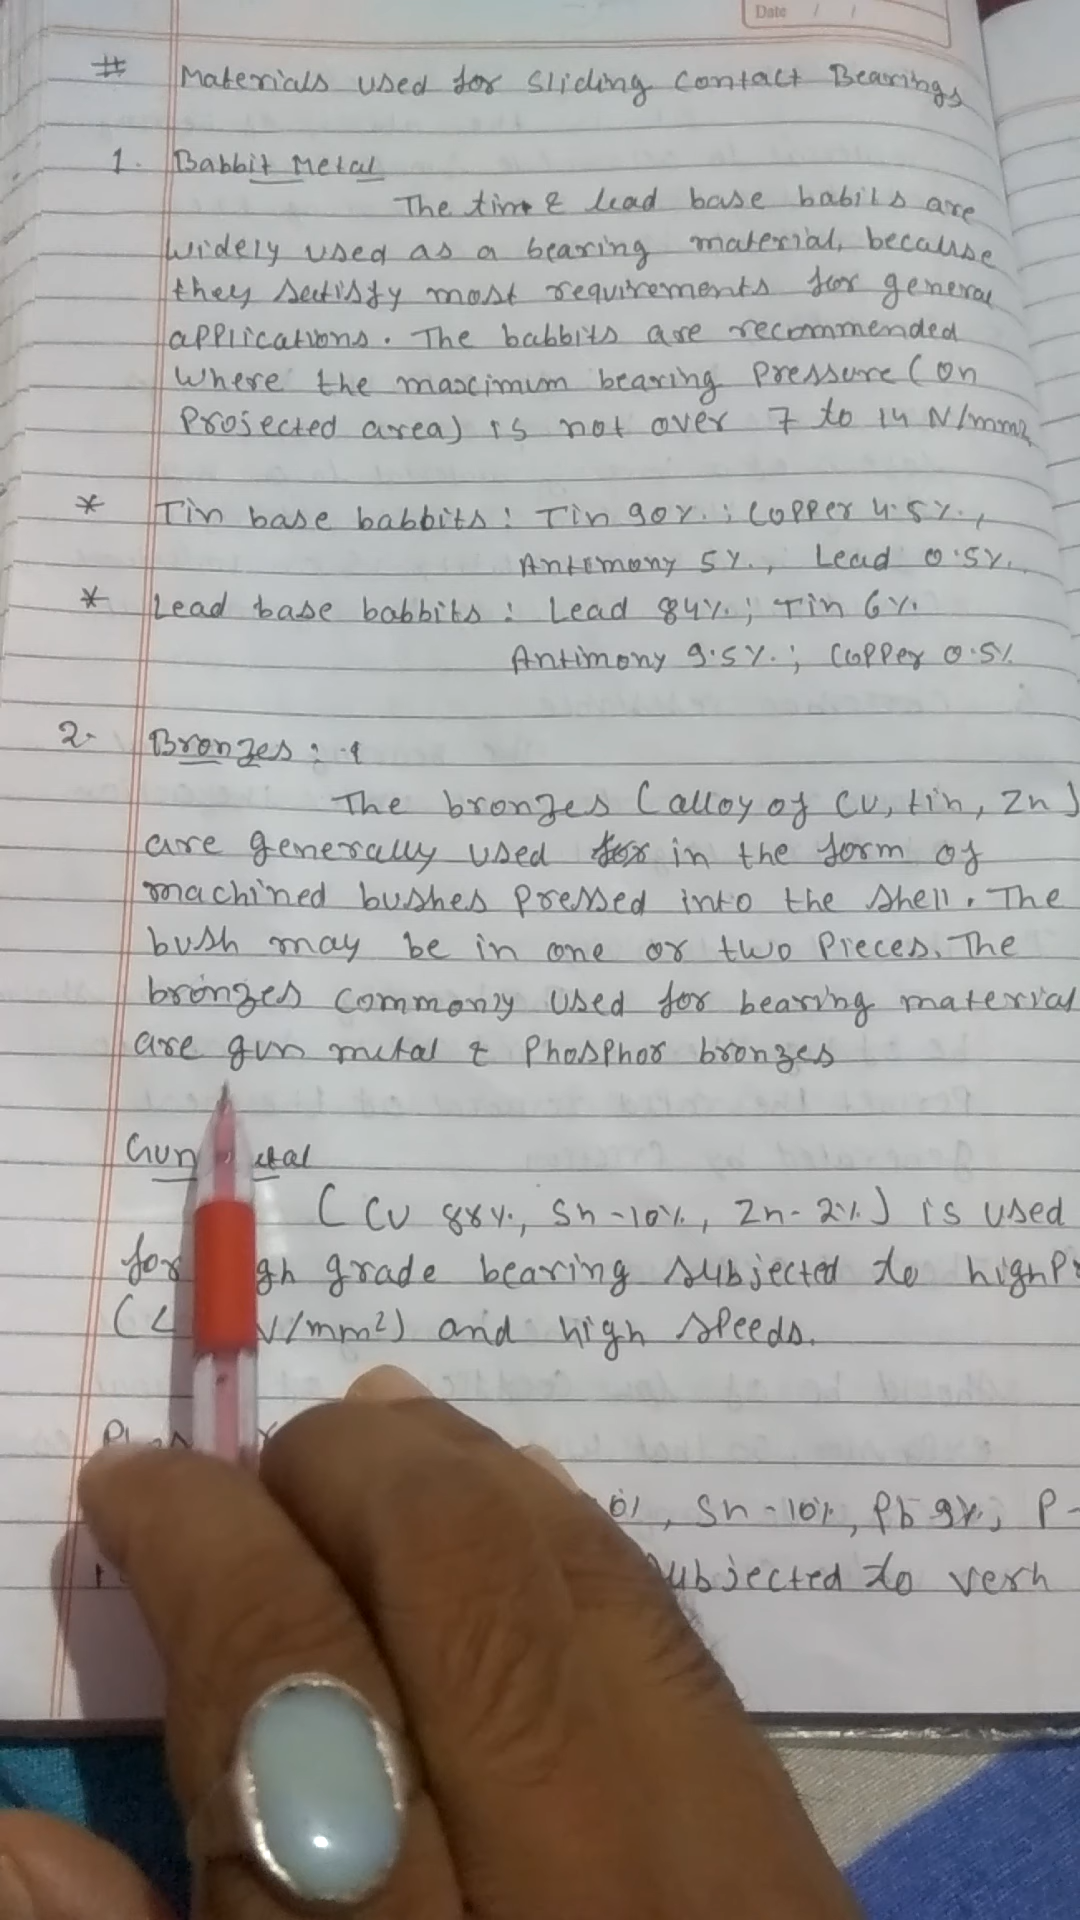 Date / /
# Materials used for sliding contact Bearings
1. Babbit Metal
The tin & lead base babils are
widely used as a bearing material, because
they satisfy most requirements for general
applications. The babbits are recommended
where the maximum bearing pressure (on
Projected area) is not over 7 to 14 N/mm2
* Tin base babbits: Tin 90%.; Copper 4.5%.,
Antimony 5%., Lead 0.5%.
* Lead base babbits: Lead 84%.; Tin 6%.
Antimony 9.5%.; Copper 0.5%
2. Bronzes:-
The bronzes (alloy of Cu, tin, Zn)
are generally used in the form of
machined bushes pressed into the shell. The
bush may be in one or two pieces. The
bronzes commonly used for bearing material
are gun metal & Phosphor bronzes
Gun etal
(Cu 88%., Sn-10%, Zn-2%) is used
for gh grade bearing subjected to high P
(< N/mm²) and high speeds.
Sn-10%, Pb 9%., P-
ubjected to verh